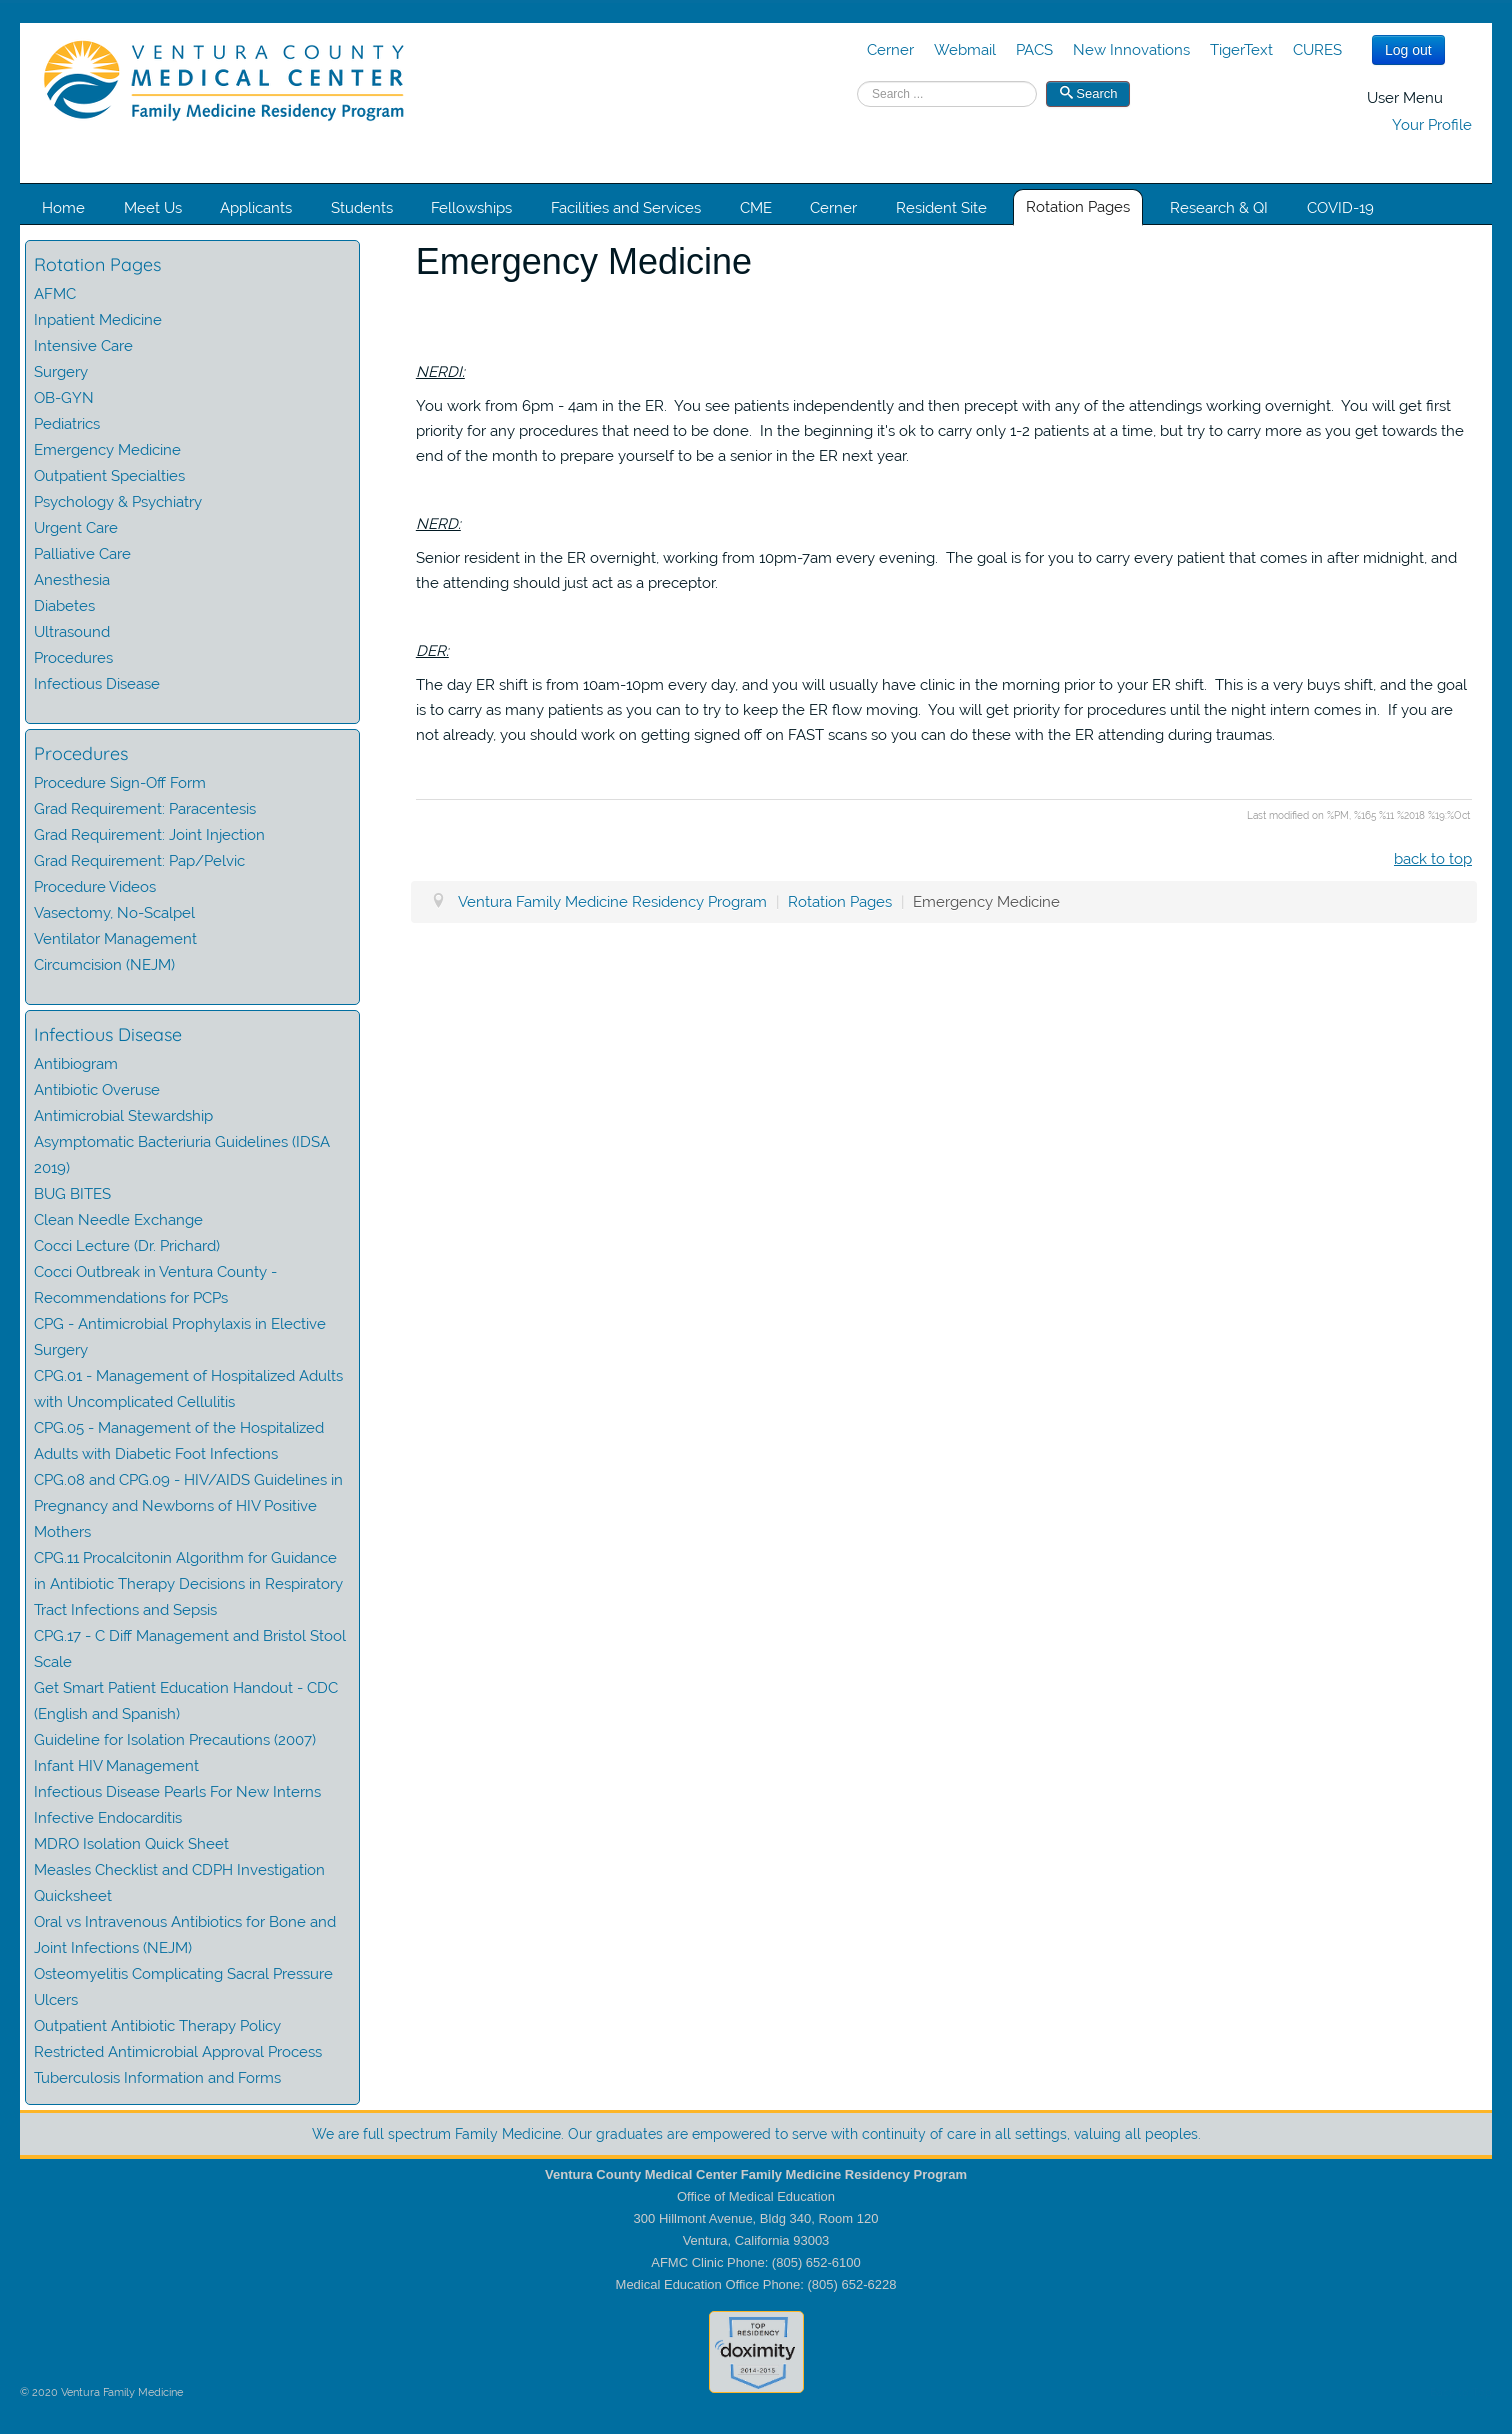 VENTURA COUNTY
MEDICAL CENTER
Family Medicine Residency Program
Cerner Webmail PACS New Innovations TigerText CURES Log out
Search ... Search
User Menu
Your Profile
Home Meet Us Applicants Students Fellowships Facilities and Services CME Cerner Resident Site Rotation Pages Research & QI COVID-19
Rotation Pages
AFMC
Inpatient Medicine
Intensive Care
Surgery
OB-GYN
Pediatrics
Emergency Medicine
Outpatient Specialties
Psychology & Psychiatry
Urgent Care
Palliative Care
Anesthesia
Diabetes
Ultrasound
Procedures
Infectious Disease
Procedures
Procedure Sign-Off Form
Grad Requirement: Paracentesis
Grad Requirement: Joint Injection
Grad Requirement: Pap/Pelvic
Procedure Videos
Vasectomy, No-Scalpel
Ventilator Management
Circumcision (NEJM)
Infectious Disease
Antibiogram
Antibiotic Overuse
Antimicrobial Stewardship
Asymptomatic Bacteriuria Guidelines (IDSA
2019)
BUG BITES
Clean Needle Exchange
Cocci Lecture (Dr. Prichard)
Cocci Outbreak in Ventura County -
Recommendations for PCPs
CPG - Antimicrobial Prophylaxis in Elective
Surgery
CPG.01 - Management of Hospitalized Adults
with Uncomplicated Cellulitis
CPG.05 - Management of the Hospitalized
Adults with Diabetic Foot Infections
CPG.08 and CPG.09 - HIV/AIDS Guidelines in
Pregnancy and Newborns of HIV Positive
Mothers
CPG.11 Procalcitonin Algorithm for Guidance
in Antibiotic Therapy Decisions in Respiratory
Tract Infections and Sepsis
CPG.17 - C Diff Management and Bristol Stool
Scale
Get Smart Patient Education Handout - CDC
(English and Spanish)
Guideline for Isolation Precautions (2007)
Infant HIV Management
Infectious Disease Pearls For New Interns
Infective Endocarditis
MDRO Isolation Quick Sheet
Measles Checklist and CDPH Investigation
Quicksheet
Oral vs Intravenous Antibiotics for Bone and
Joint Infections (NEJM)
Osteomyelitis Complicating Sacral Pressure
Ulcers
Outpatient Antibiotic Therapy Policy
Restricted Antimicrobial Approval Process
Tuberculosis Information and Forms
Emergency Medicine
NERDI:
You work from 6pm - 4am in the ER. You see patients independently and then precept with any of the attendings working overnight. You will get first
priority for any procedures that need to be done. In the beginning it's ok to carry only 1-2 patients at a time, but try to carry more as you get towards the
end of the month to prepare yourself to be a senior in the ER next year.
NERD:
Senior resident in the ER overnight, working from 10pm-7am every evening. The goal is for you to carry every patient that comes in after midnight, and
the attending should just act as a preceptor.
DER:
The day ER shift is from 10am-10pm every day, and you will usually have clinic in the morning prior to your ER shift. This is a very buys shift, and the goal
is to carry as many patients as you can to try to keep the ER flow moving. You will get priority for procedures until the night intern comes in. If you are
not already, you should work on getting signed off on FAST scans so you can do these with the ER attending during traumas.
Last modified on %PM, %165 %11 %2018 %19:%Oct
back to top
Ventura Family Medicine Residency Program | Rotation Pages | Emergency Medicine
We are full spectrum Family Medicine. Our graduates are empowered to serve with continuity of care in all settings, valuing all peoples.
Ventura County Medical Center Family Medicine Residency Program
Office of Medical Education
300 Hillmont Avenue, Bldg 340, Room 120
Ventura, California 93003
AFMC Clinic Phone: (805) 652-6100
Medical Education Office Phone: (805) 652-6228
TOP
RESIDENCY
doximity
2014-2015
© 2020 Ventura Family Medicine